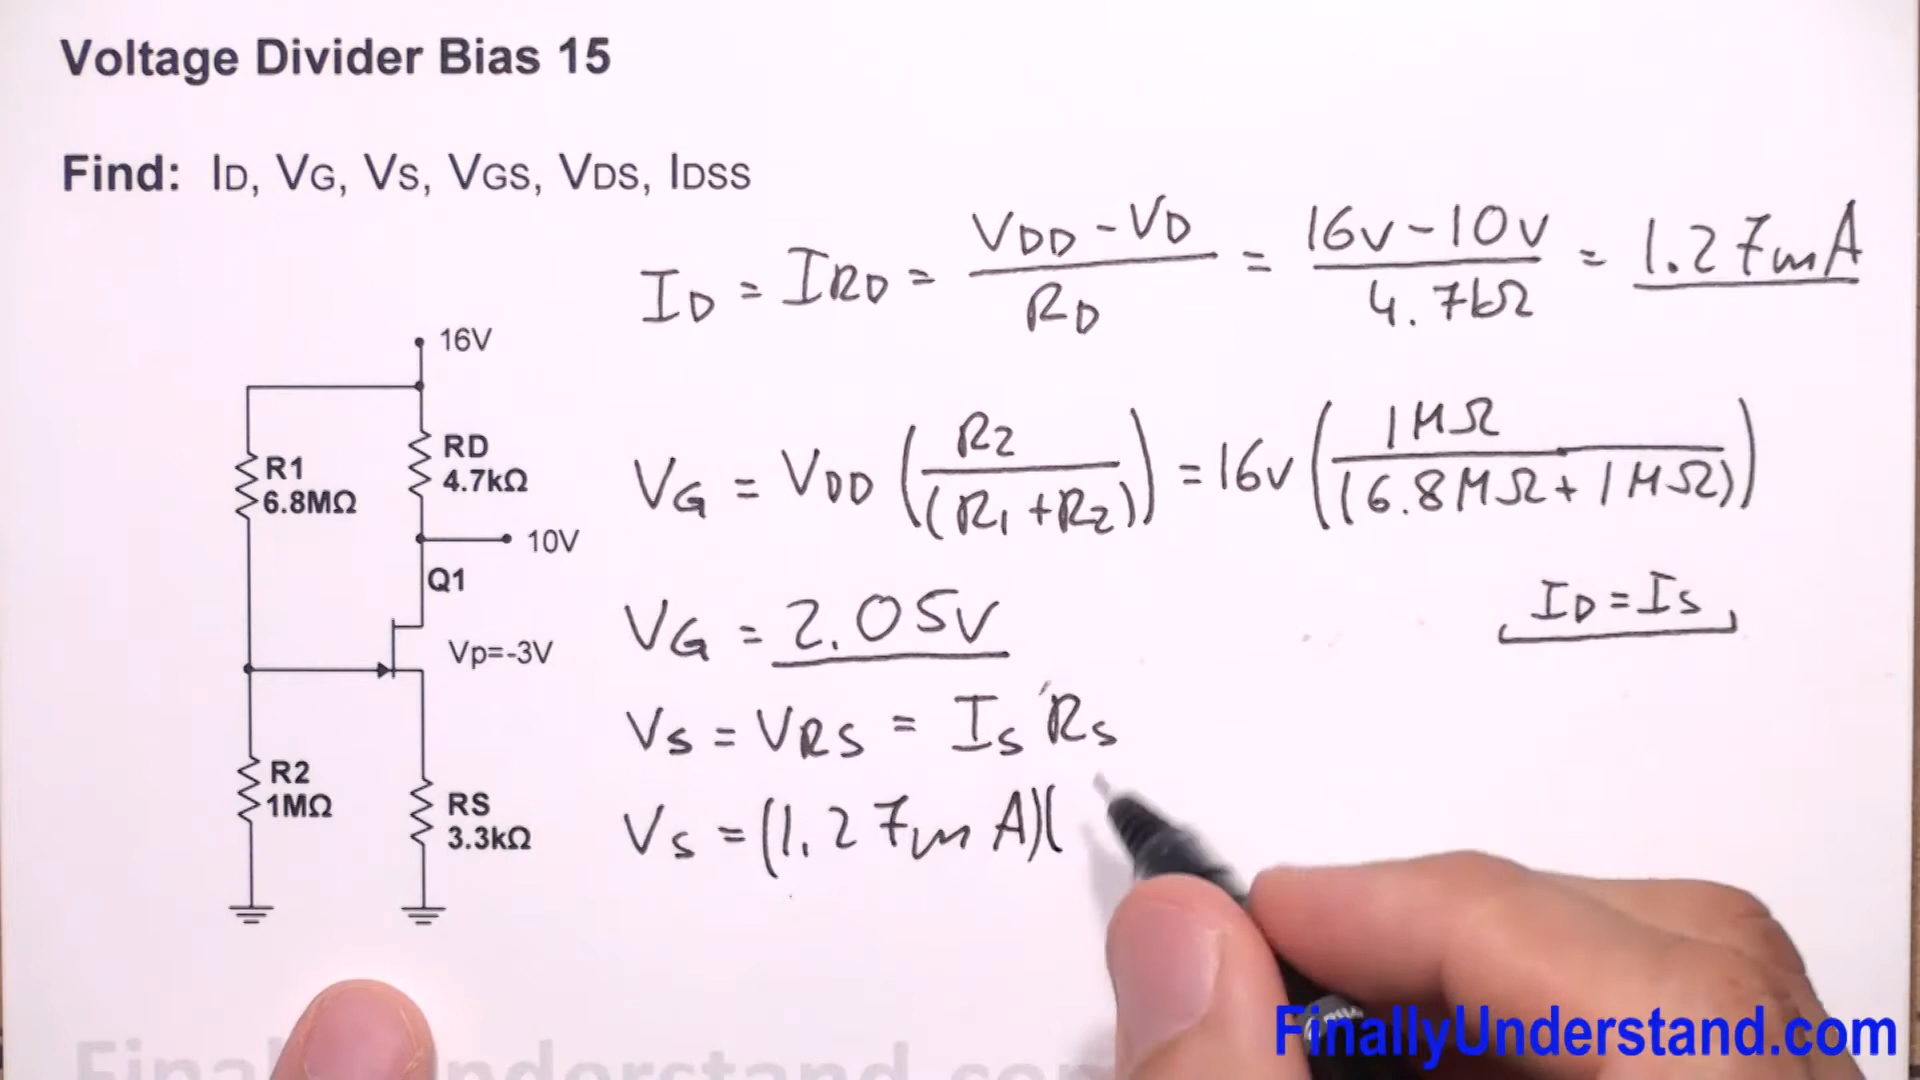 Voltage Divider Bias 15
Find: ID, VG, VS, VGS, VDS, IDSS
ID = IRD = (VDD - VD) / RD = (16V - 10V) / 4.7kΩ = 1.27mA
VG = VDD (R2 / (R1 + R2)) = 16V (1MΩ / (6.8MΩ + 1MΩ))
VG = 2.05V
ID = IS
VS = VRS = IS RS
VS = (1.27mA)(
16V
R1
6.8MΩ
RD
4.7kΩ
10V
Q1
Vp=-3V
R2
1MΩ
RS
3.3kΩ
FinallyUnderstand.com